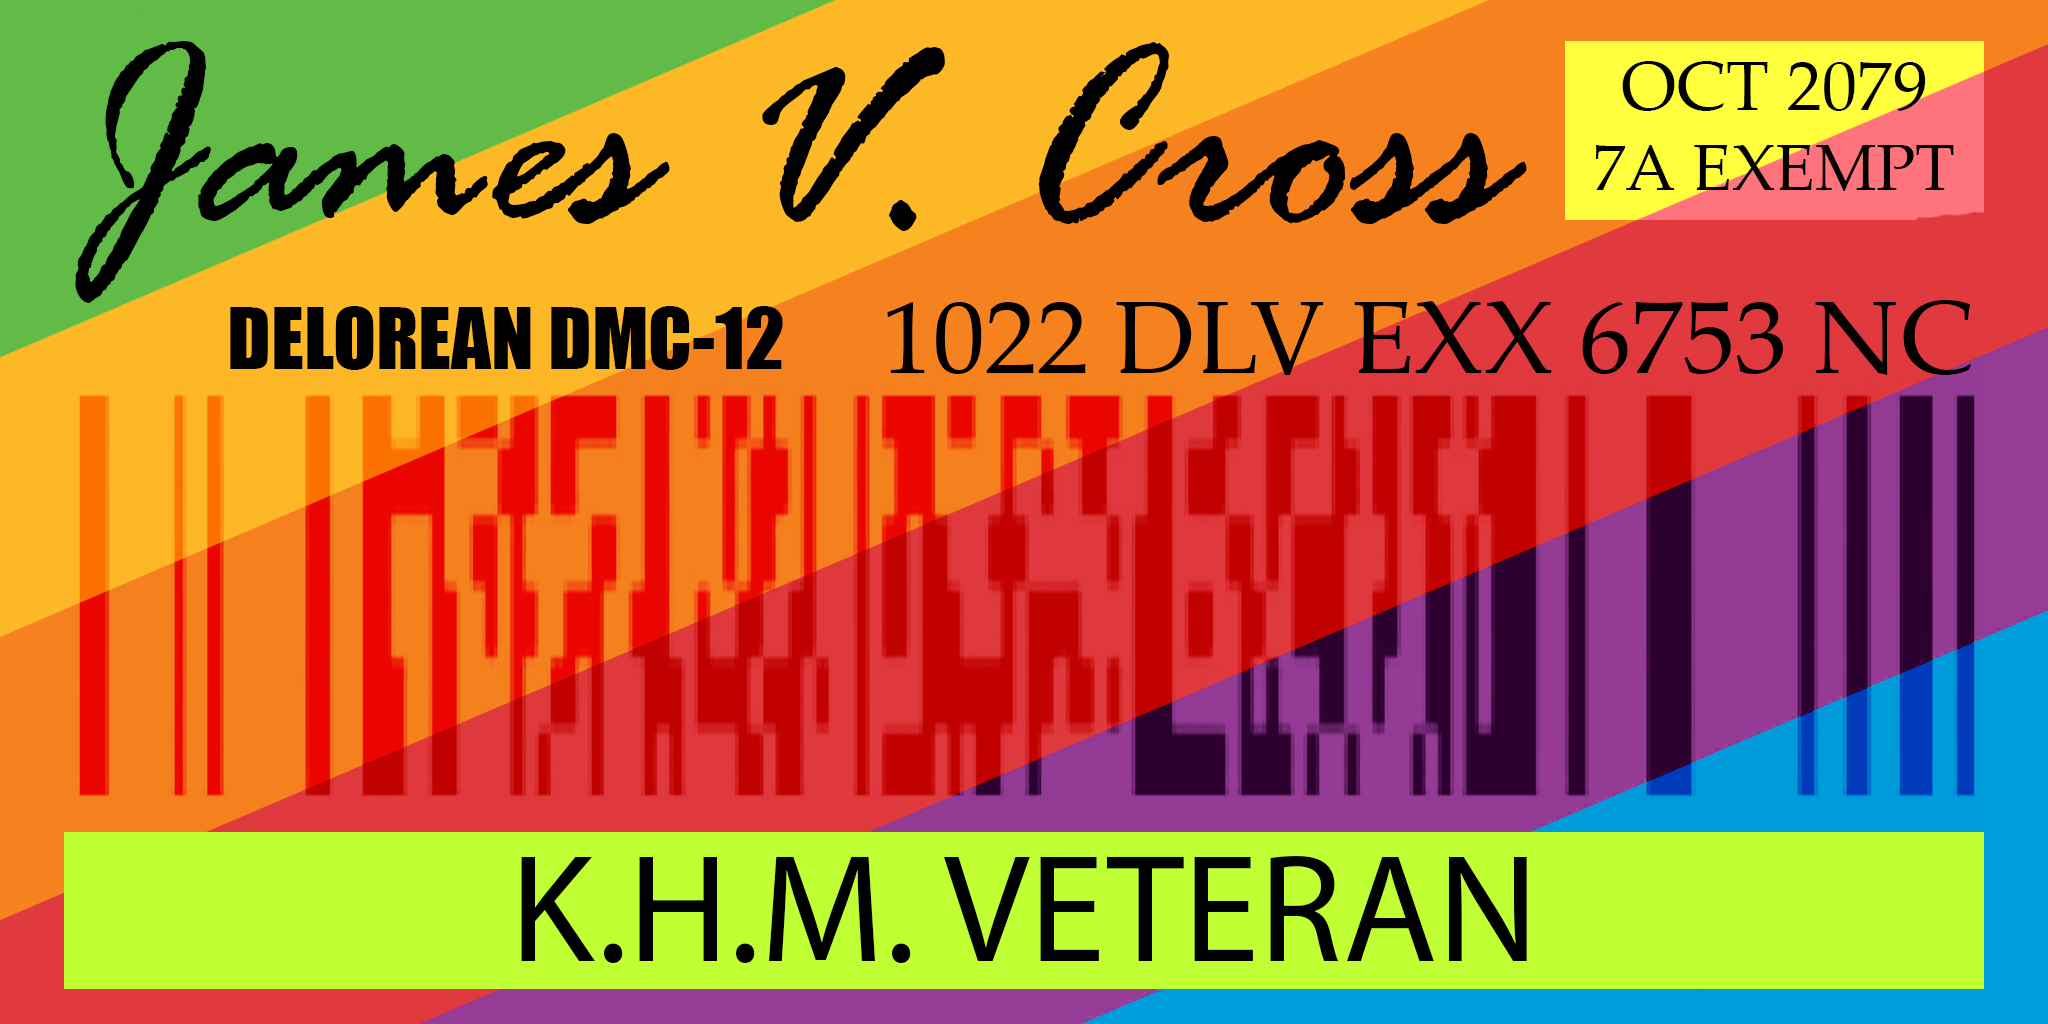 James V. Cross
OCT 2079
7A EXEMPT
DELOREAN DMC-12
1022 DLV EXX 6753 NC
K.H.M. VETERAN